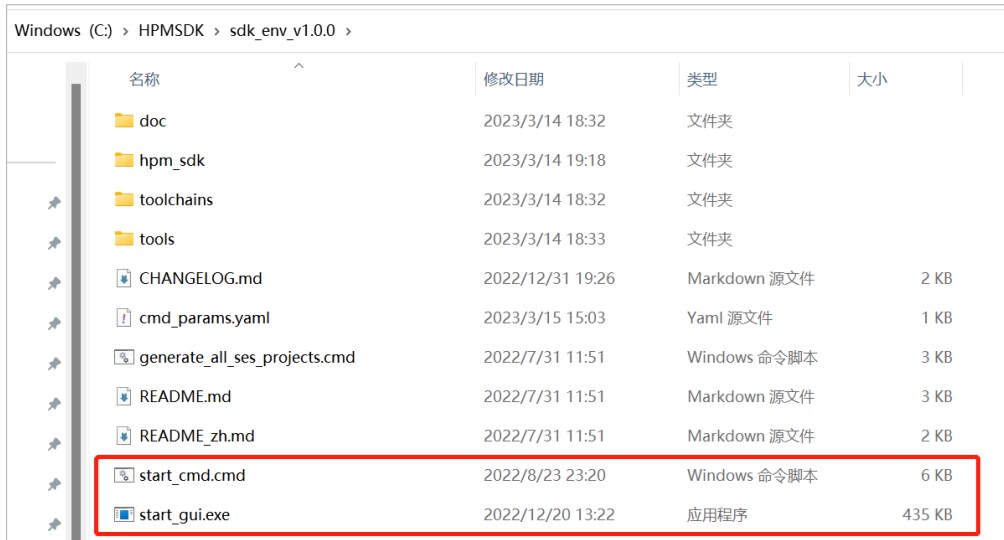 Windows (C:) > HPMSDK > sdk_env_v1.0.0 >
名称 修改日期 类型 大小
doc 2023/3/14 18:32 文件夹
hpm_sdk 2023/3/14 19:18 文件夹
toolchains 2023/3/14 18:32 文件夹
tools 2023/3/14 18:33 文件夹
CHANGELOG.md 2022/12/31 19:26 Markdown 源文件 2 KB
cmd_params.yaml 2023/3/15 15:03 Yaml 源文件 1 KB
generate_all_ses_projects.cmd 2022/7/31 11:51 Windows 命令脚本 3 KB
README.md 2022/7/31 11:51 Markdown 源文件 3 KB
README_zh.md 2022/7/31 11:51 Markdown 源文件 2 KB
start_cmd.cmd 2022/8/23 23:20 Windows 命令脚本 6 KB
start_gui.exe 2022/12/20 13:22 应用程序 435 KB